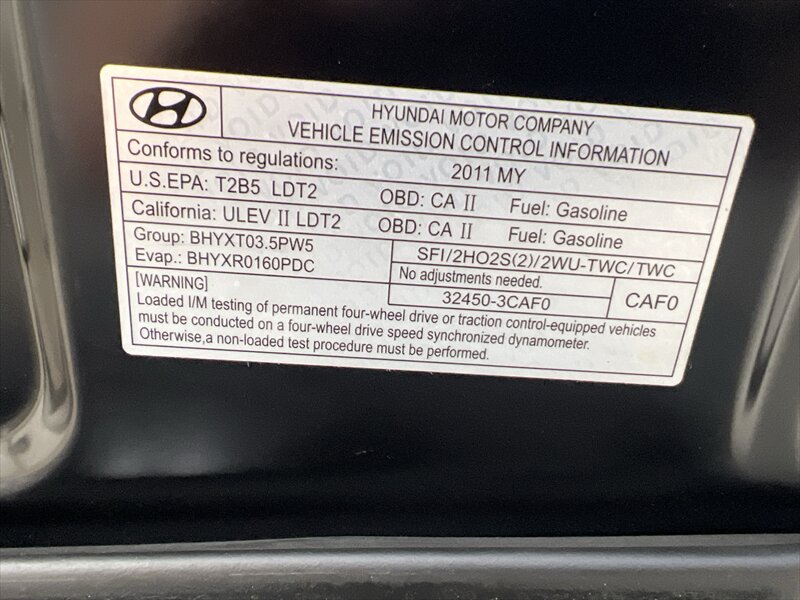 HYUNDAI MOTOR COMPANY
VEHICLE EMISSION CONTROL INFORMATION
Conforms to regulations: 2011 MY
U.S.EPA: T2B5 LDT2 OBD: CA II Fuel: Gasoline
California: ULEV II LDT2 OBD: CA II Fuel: Gasoline
Group: BHYXT03.5PW5 SFI/2HO2S(2)/2WU-TWC/TWC
Evap.: BHYXR0160PDC No adjustments needed.
32450-3CAF0 CAF0
[WARNING]
Loaded I/M testing of permanent four-wheel drive or traction control-equipped vehicles
must be conducted on a four-wheel drive speed synchronized dynamometer.
Otherwise,a non-loaded test procedure must be performed.